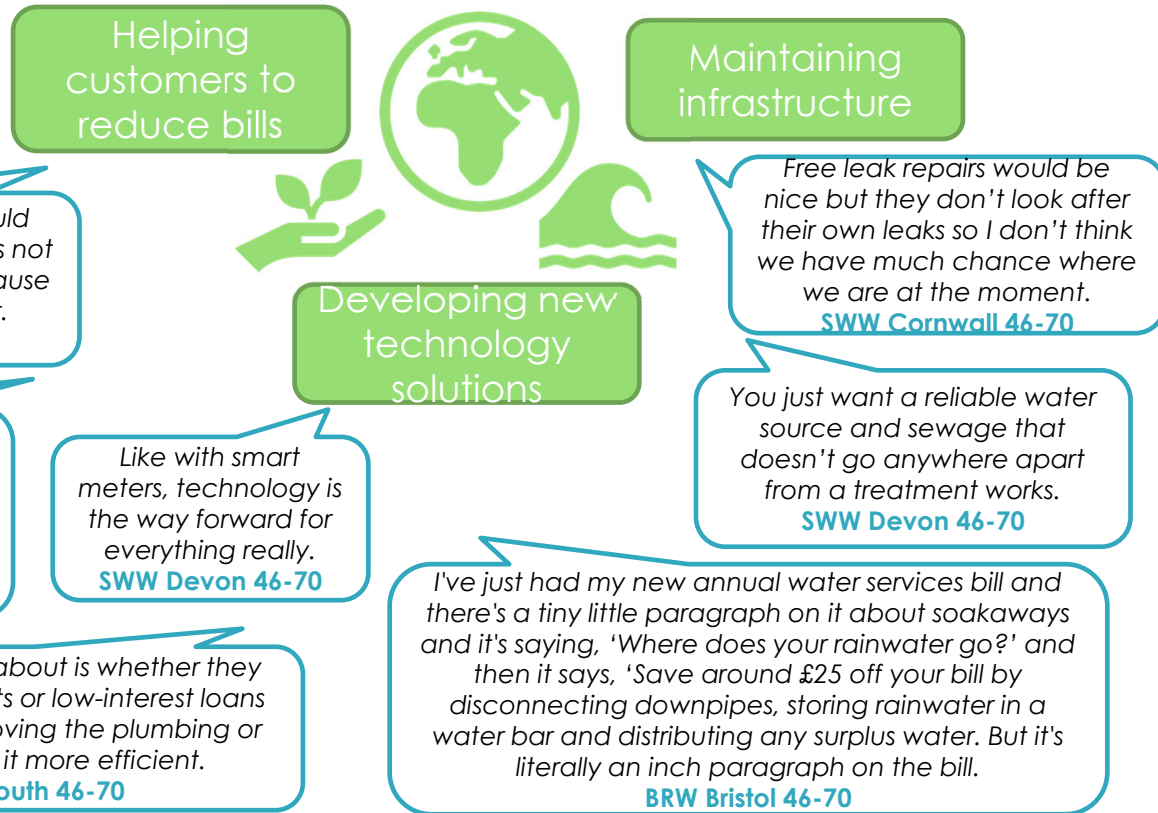 Helping
customers to
reduce bills
Maintaining
infrastructure
Developing new
technology
solutions
Free leak repairs would be
nice but they don’t look after
their own leaks so I don’t think
we have much chance where
we are at the moment.
SWW Cornwall 46-70
You just want a reliable water
source and sewage that
doesn’t go anywhere apart
from a treatment works.
SWW Devon 46-70
s not
Like with smart
meters, technology is
the way forward for
everything really.
SWW Devon 46-70
I've just had my new annual water services bill and
there's a tiny little paragraph on it about soakaways
and it's saying, ‘Where does your rainwater go?’ and
then it says, ‘Save around £25 off your bill by
disconnecting downpipes, storing rainwater in a
water bar and distributing any surplus water. But it's
literally an inch paragraph on the bill.
BRW Bristol 46-70
about is whether they
or low-interest loans
the plumbing or
it more efficient.
46-70